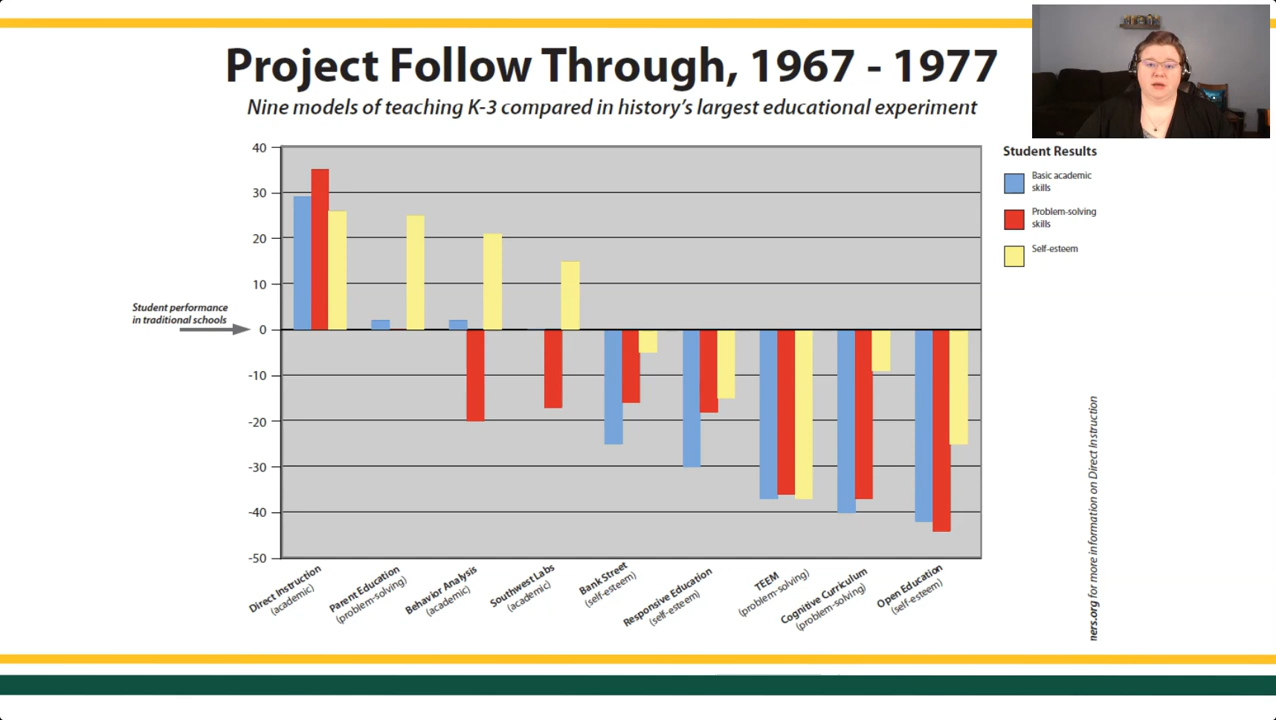 Project Follow Through, 1967 - 1977
Nine models of teaching K-3 compared in history's largest educational experiment
Student Results
Basic academic
skills
Problem-solving
skills
Self-esteem
40
30
20
10
0
-10
-20
-30
-40
-50
Student performance
in traditional schools
Direct Instruction
(academic)
Parent Education
(problem-solving)
Behavior Analysis
(academic)
Southwest Labs
(academic)
Bank Street
(self-esteem)
Responsive Education
(self-esteem)
TEEM
(problem-solving)
Cognitive Curriculum
(problem-solving)
Open Education
(self-esteem)
ners.org for more information on Direct Instruction